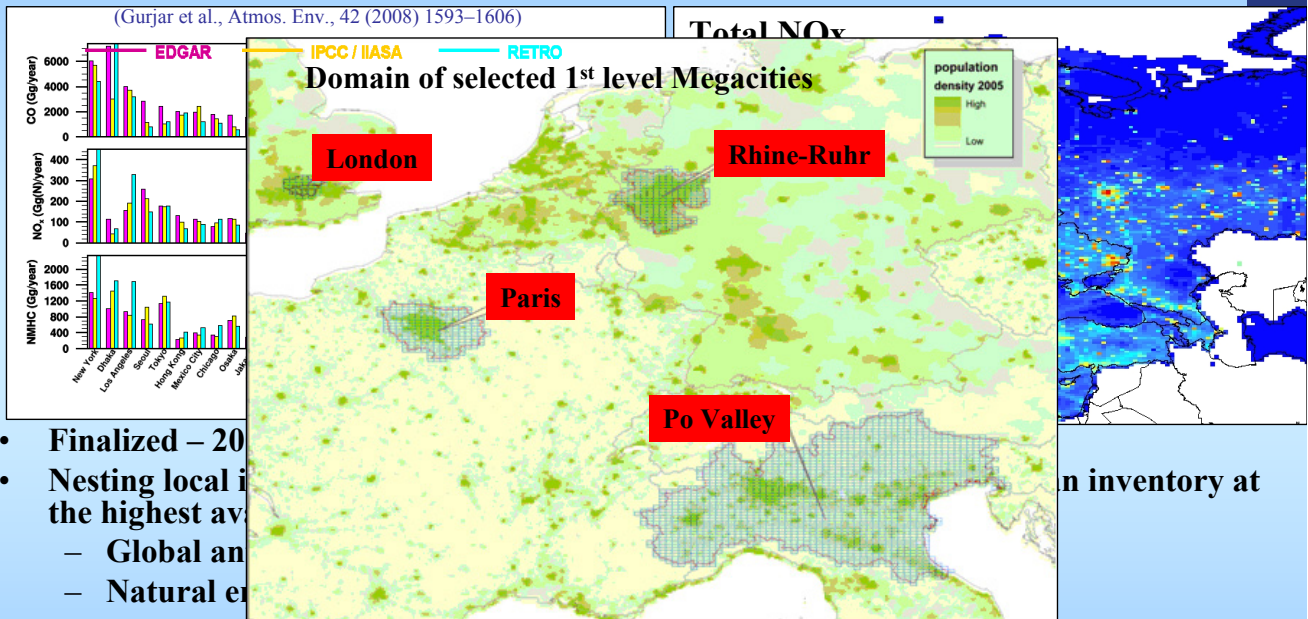 (Gurjar et al., Atmos. Env., 42 (2008) 1593–1606)
EDGAR IPCC / IIASA RETRO
CO (Gg/year)
6000
4000
2000
0
NOx (Gg(N)/year)
400
300
200
100
0
NMHC (Gg/year)
2000
1600
1200
800
400
0
New York
Dhaka
Los Angeles
Seoul
Tokyo
Hong Kong
Mexico City
Chicago
Osaka
Total NOx
Domain of selected 1st level Megacities
population
density 2005
High
Low
London
Rhine-Ruhr
Paris
Po Valley
• Finalized – 20
• Nesting local in inventory at
the highest ava
– Global an
– Natural